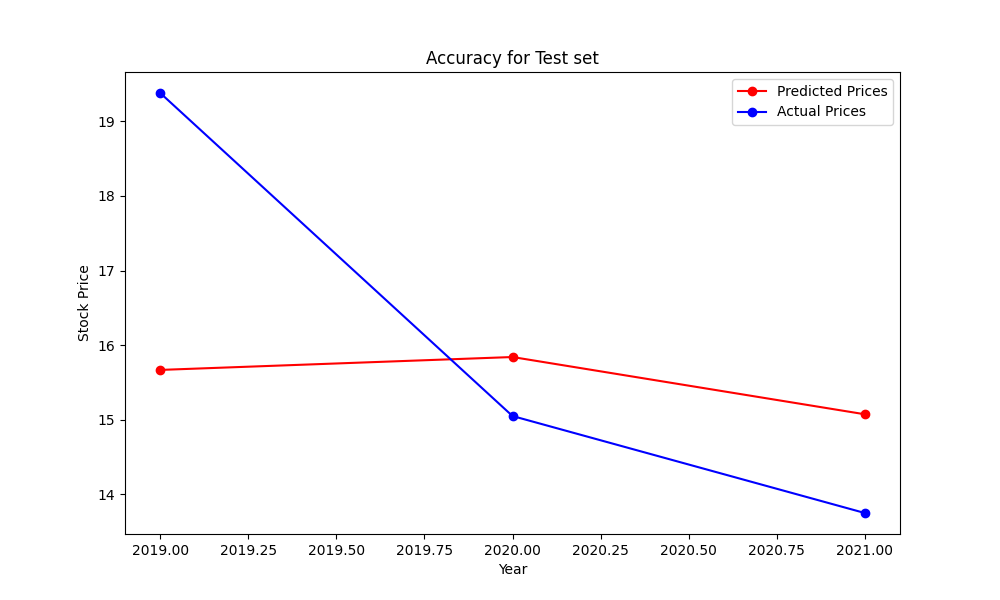 Accuracy for Test set
Predicted Prices
Actual Prices
Stock Price
19
18
17
16
15
14
2019.00 2019.25 2019.50 2019.75 2020.00 2020.25 2020.50 2020.75 2021.00
Year